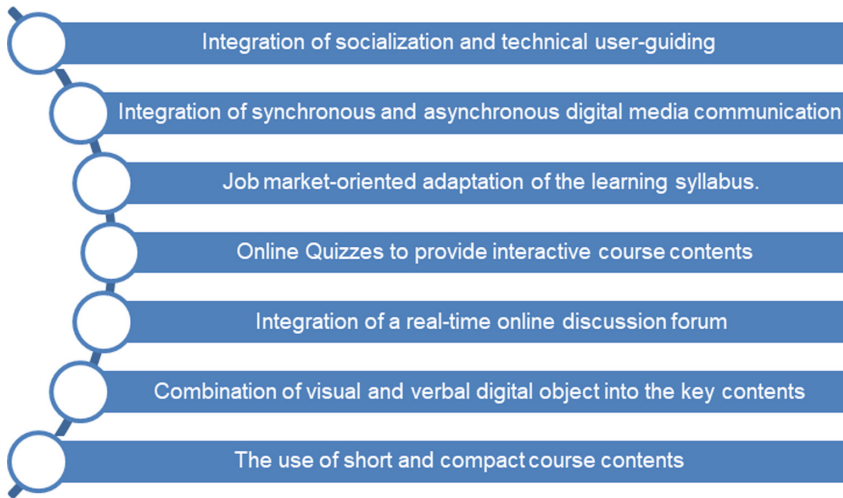 Integration of socialization and technical user-guiding
Integration of synchronous and asynchronous digital media communication
Job market-oriented adaptation of the learning syllabus.
Online Quizzes to provide interactive course contents
Integration of a real-time online discussion forum
Combination of visual and verbal digital object into the key contents
The use of short and compact course contents